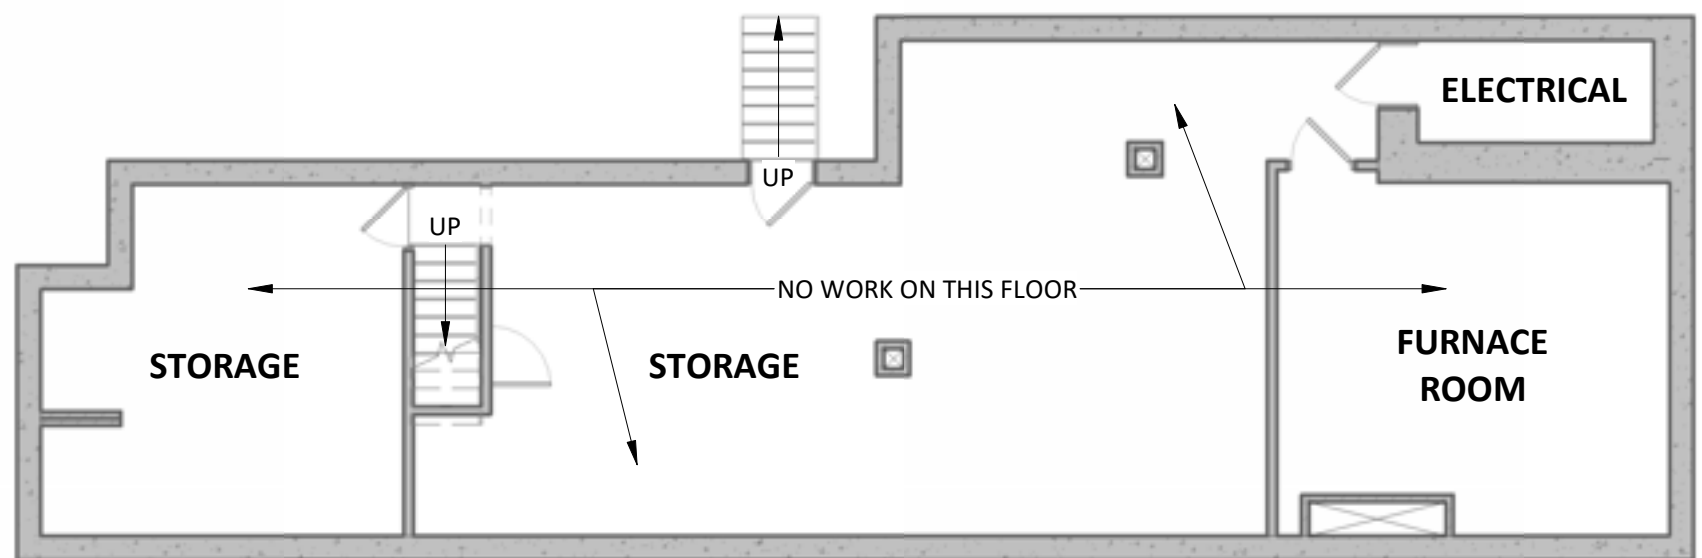 ELECTRICAL
UP
UP
NO WORK ON THIS FLOOR
STORAGE
STORAGE
FURNACE
ROOM